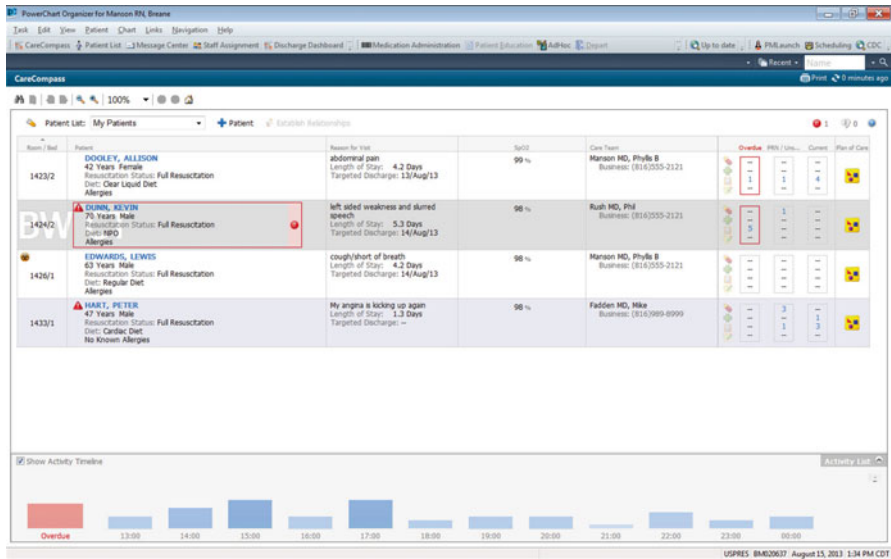 PowerChart Organizer for Manson RN, Breane
Task Edit View Patient Chart Links Navigation Help
CareCompass Patient List Message Center Staff Assignment Discharge Dashboard Medication Administration Patient Education AdHoc Depart Up to date PMLaunch Scheduling CDC
Recent Name
CareCompass Print 0 minutes ago
100%
Patient List: My Patients Patient Establish Relationships 1 0
Room / Bed Patient Reason for Visit SpO2 Care Team Overdue PRN / Uns... Current Plan of Care
DOOLEY, ALLISON abdominal pain 99 % Manson MD, Phylis B -- -- --
42 Years Female Length of Stay: 4.2 Days Business: (816)555-2121 -- -- --
1423/2 Resuscitation Status: Full Resuscitation Targeted Discharge: 13/Aug/13 1 1 4
Diet: Clear Liquid Diet -- -- --
Allergies
DUNN, KEVIN left sided weakness and slurred speech 98 % Rush MD, Phil -- 1 --
70 Years Male Length of Stay: 5.3 Days Business: (816)555-2121 -- -- --
BW 1424/2 Resuscitation Status: Full Resuscitation Targeted Discharge: 14/Aug/13 5 -- --
Diet: NPO -- -- --
Allergies
EDWARDS, LEWIS cough/short of breath 98 % Manson MD, Phylis B -- -- --
63 Years Male Length of Stay: 4.2 Days Business: (816)555-2121 -- -- --
1426/1 Resuscitation Status: Full Resuscitation Targeted Discharge: 14/Aug/13 -- -- --
Diet: Regular Diet -- -- --
Allergies
HART, PETER My angina is kicking up again 98 % Fadden MD, Mike -- 3 --
47 Years Male Length of Stay: 1.3 Days Business: (816)989-8999 -- -- 1
1433/1 Resuscitation Status: Full Resuscitation Targeted Discharge: -- -- 1 3
Diet: Cardiac Diet -- -- --
No Known Allergies
Show Activity Timeline Activity List
Overdue 13:00 14:00 15:00 16:00 17:00 18:00 19:00 20:00 21:00 22:00 23:00 00:00
USPRES BM020637 August 15, 2013 1:34 PM CDT